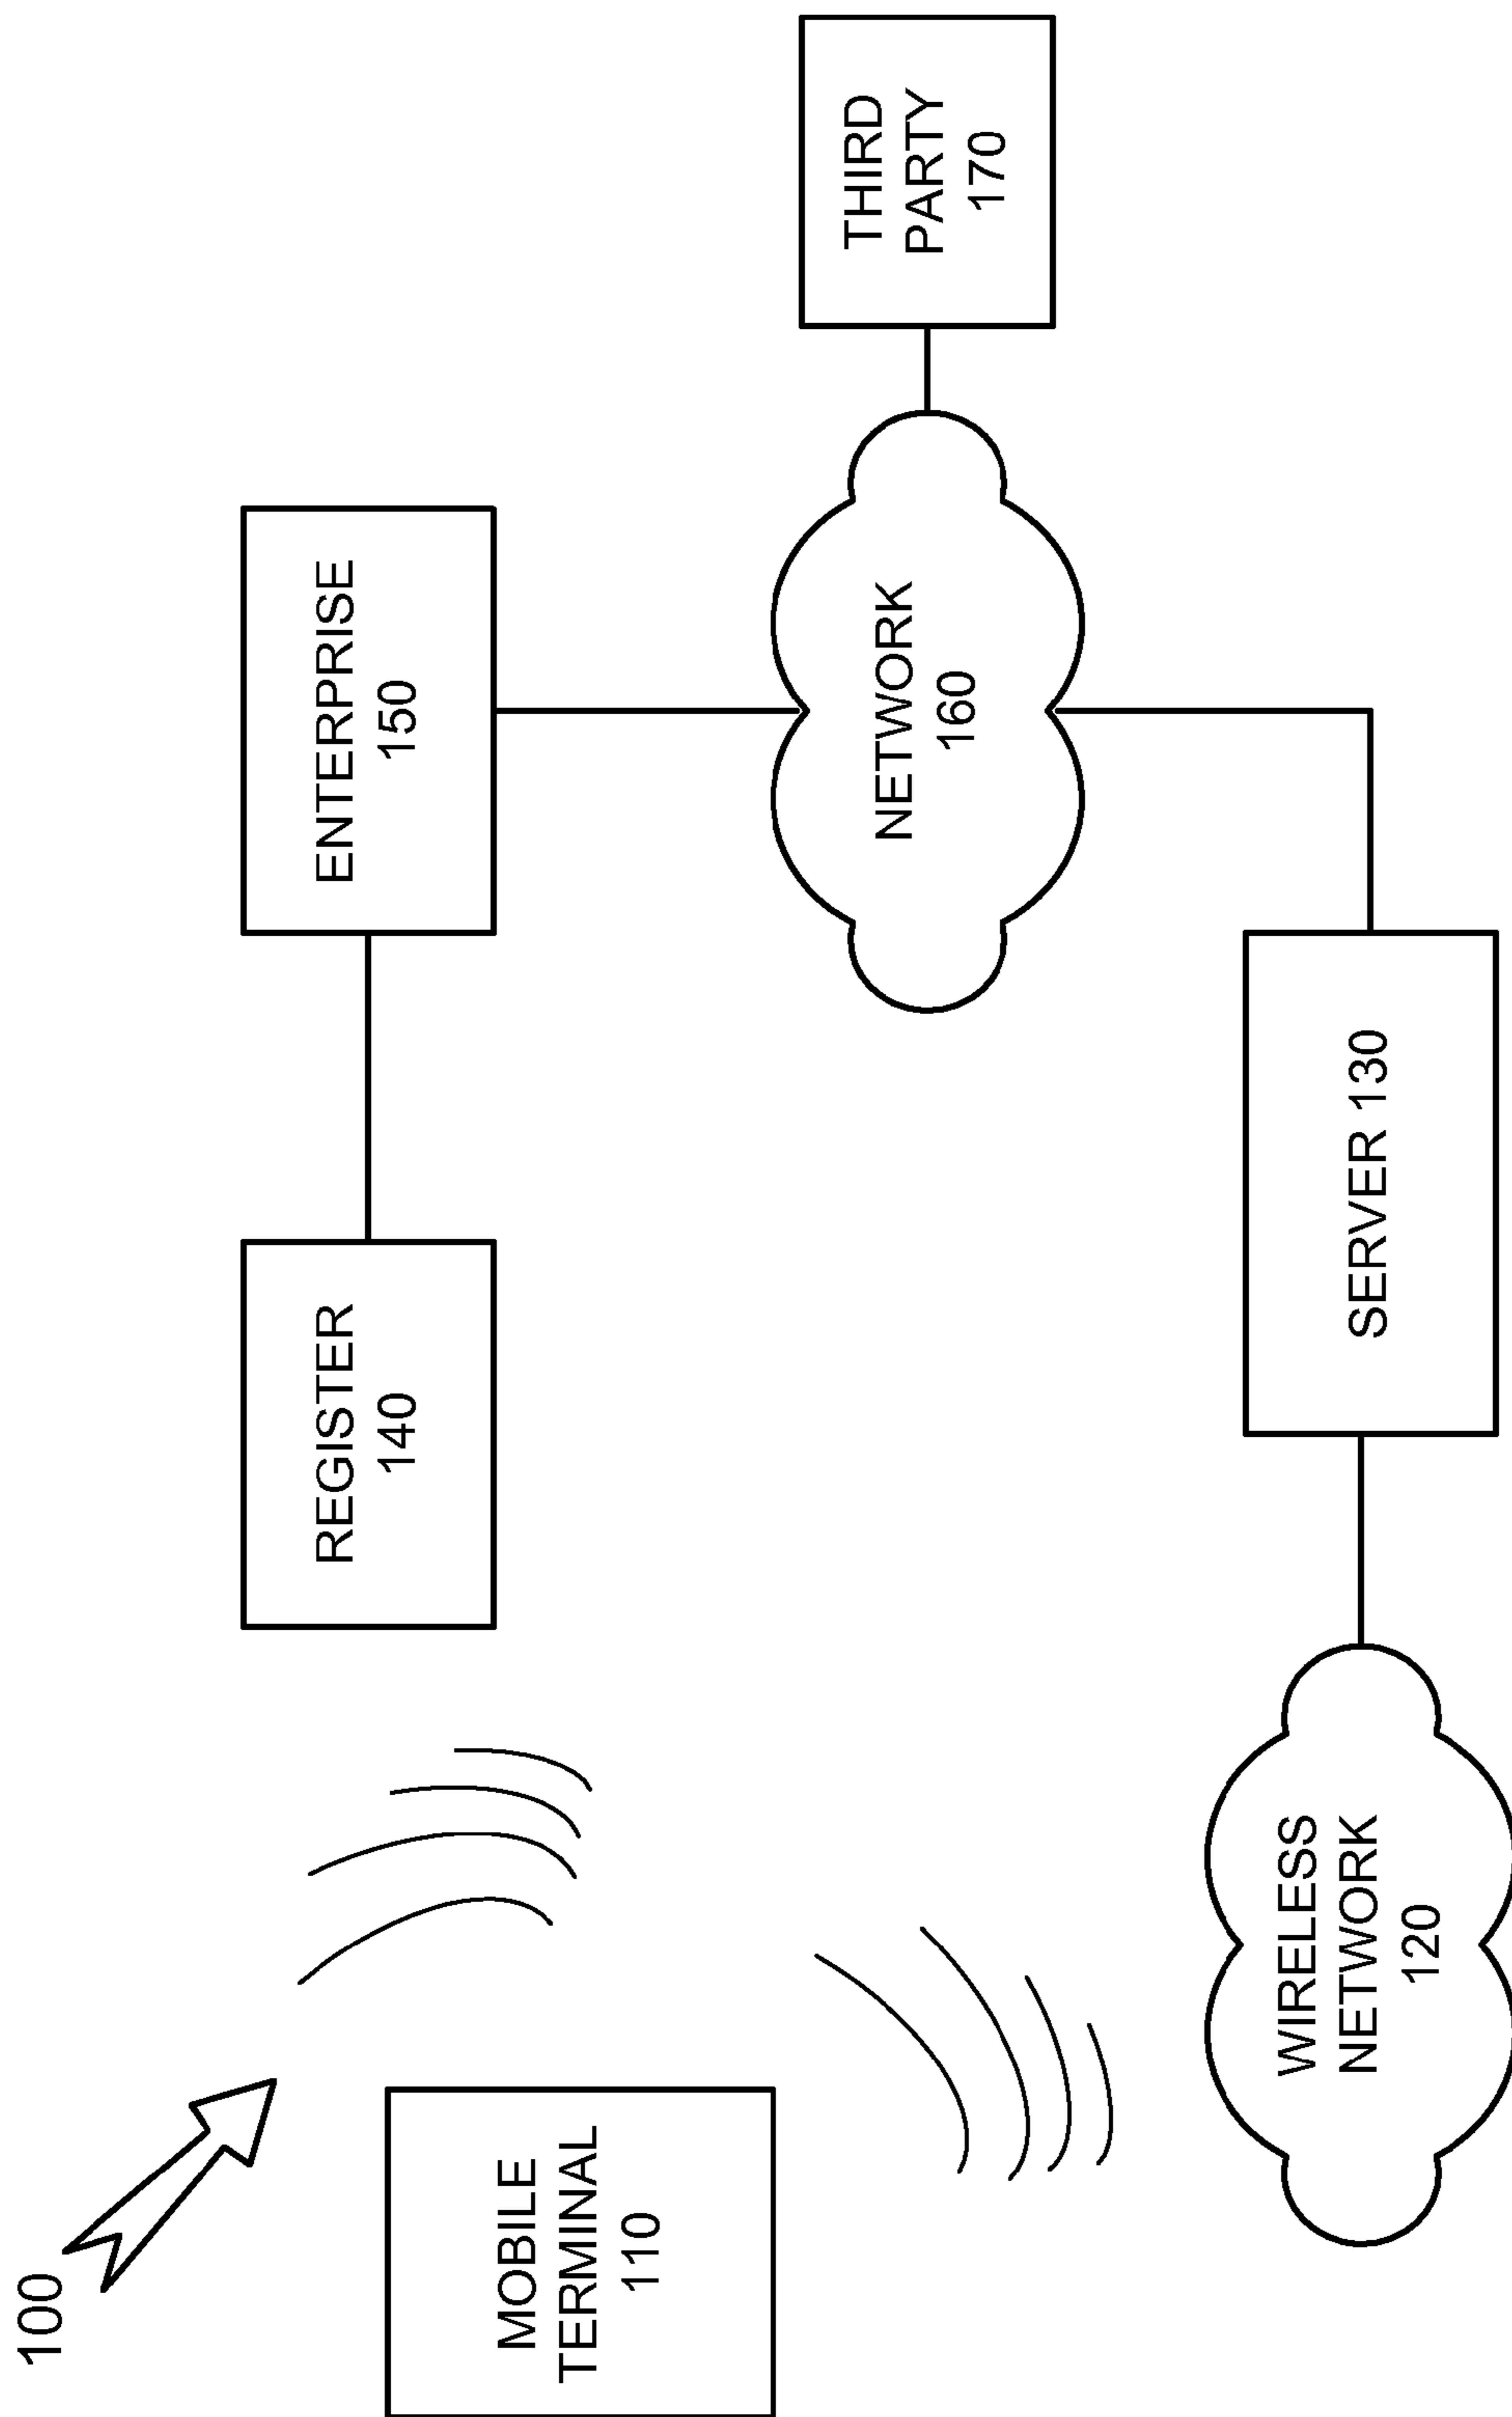 100
MOBILE
TERMINAL
110
REGISTER
140
ENTERPRISE
150
NETWORK
160
THIRD
PARTY
170
WIRELESS
NETWORK
120
SERVER 130